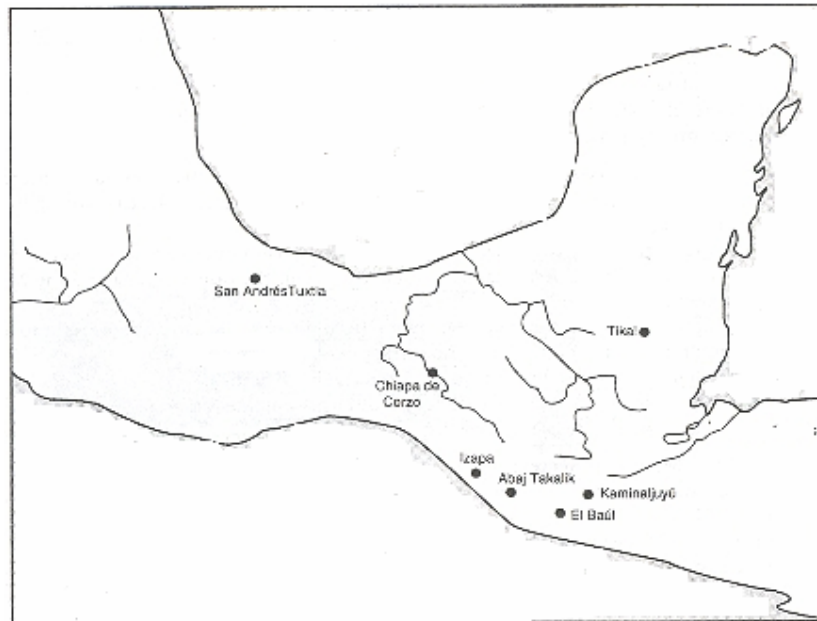 San AndrésTuxtla
Tikal
Chiapa de
Corzo
Izapa
Abaj Takalik
Kaminaljuyú
El Baúl